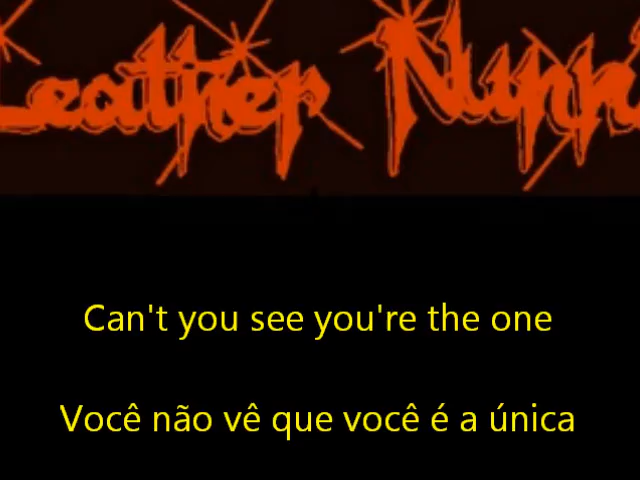 Leather Nunn
Can't you see you're the one
Você não vê que você é a única